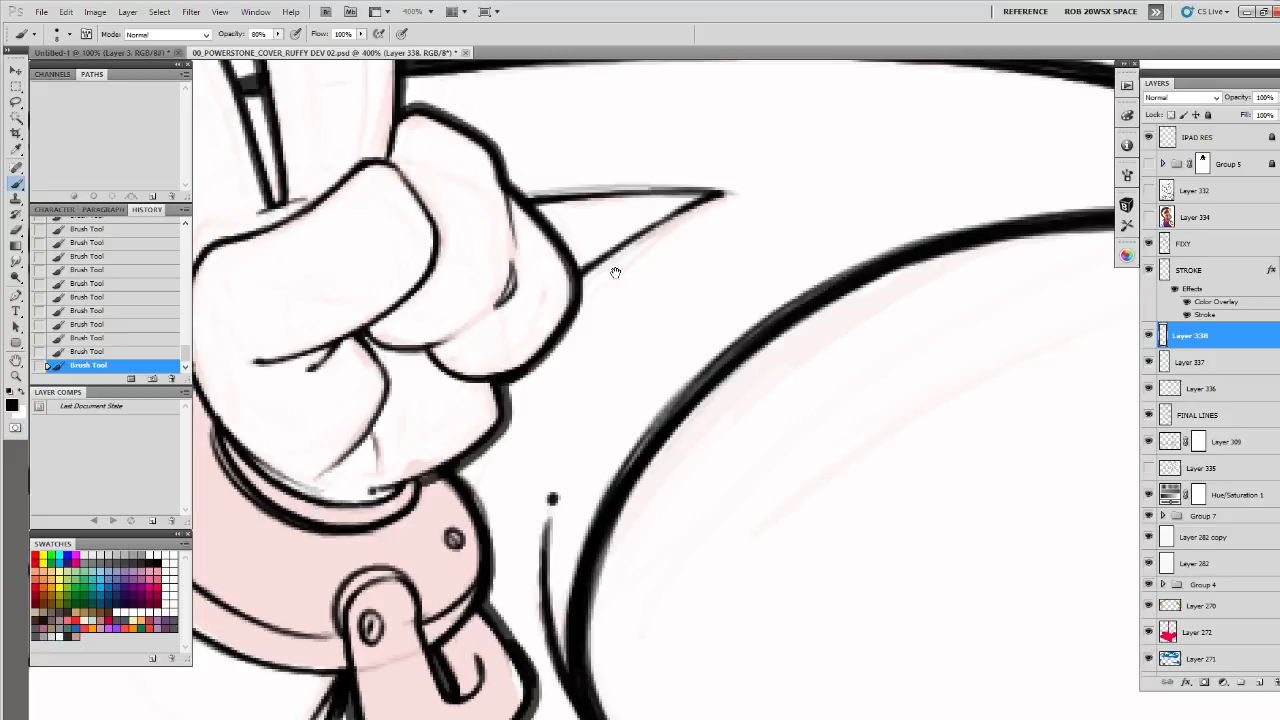 Ps File Edit Image Layer Select Filter View Window Help Br Mb 400% REFERENCE ROB 20WSX SPACE CS Live
8 Mode: Normal Opacity: 80% Flow: 100%
Untitled-1 @ 100% (Layer 3, RGB/8#) * 00_POWERSTONE_COVER_RUFFY DEV 02.psd @ 400% (Layer 338, RGB/8*) *
CHANNELS PATHS
CHARACTER PARAGRAPH HISTORY
Brush Tool
Brush Tool
Brush Tool
Brush Tool
Brush Tool
Brush Tool
Brush Tool
Brush Tool
Brush Tool
Brush Tool
Brush Tool
Brush Tool
LAYER COMPS
Last Document State
SWATCHES
LAYERS
Normal Opacity: 100%
Lock: Fill: 100%
IPAD RES
Group 5
Layer 332
Layer 334
FIXY
STROKE fx
Effects
Color Overlay
Stroke
Layer 338
Layer 337
Layer 336
FINAL LINES
Layer 309
Layer 335
Hue/Saturation 1
Group 7
Layer 282 copy
Layer 282
Group 4
Layer 270
Layer 272
Layer 271